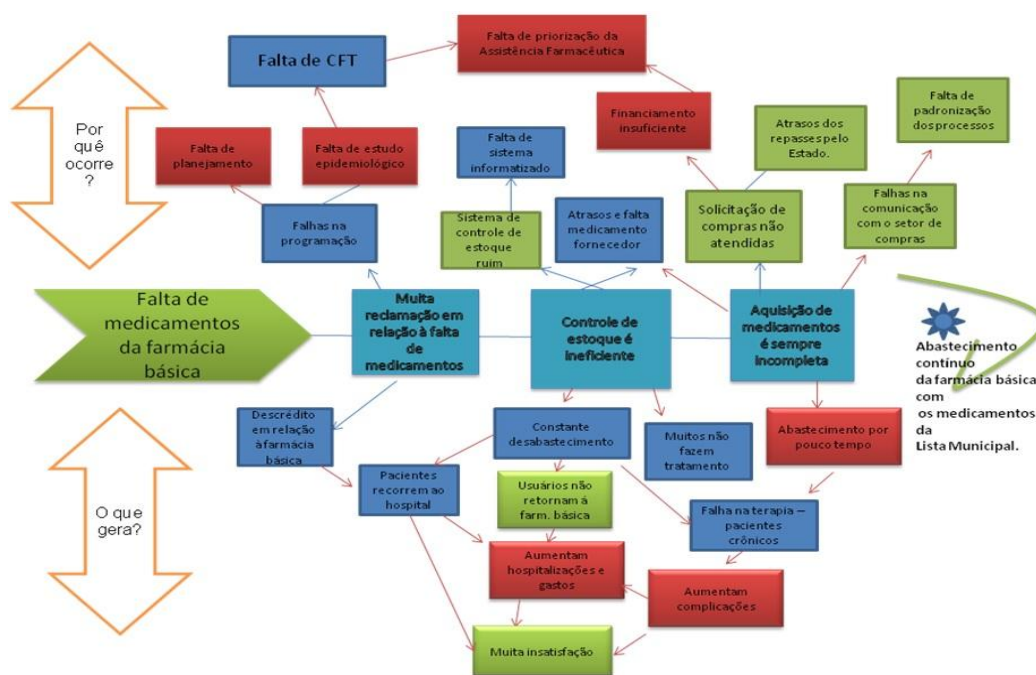 Falta de CFT
Falta de priorização da
Assistência Farmacêutica
Por
quê
ocorre
?
Falta de
planejamento
Falta de estudo
epidemiológico
Falta de
sistema
informatizado
Financiamento
insuficiente
Atrasos dos
repasses pelo
Estado.
Falta de
padronização
dos processos
Falhas na
programação
Sistema de
controle de
estoque
ruim
Atrasos e falta
medicamento
fornecedor
Solicitação de
compras não
atendidas
Falhas na
comunicação
com o setor de
compras
Falta de
medicamentos
da farmácia
básica
Muita
reclamação em
relação à falta
de
medicamentos
Controle de
estoque é
ineficiente
Aquisição de
medicamentos
é sempre
incompleta
Abastecimento
contínuo
da farmácia básica
com
os medicamentos
da
Lista Municipal.
O que
gera?
Descrédito
em relação
à farmácia
básica
Constante
desabastecimento
Muitos não
fazem
tratamento
Abastecimento por
pouco tempo
Pacientes
recorrem ao
hospital
Usuários não
retornam á
farm. básica
Falha na terapia –
pacientes
crônicos
Aumentam
hospitalizações e
gastos
Aumentam
complicações
Muita insatisfação